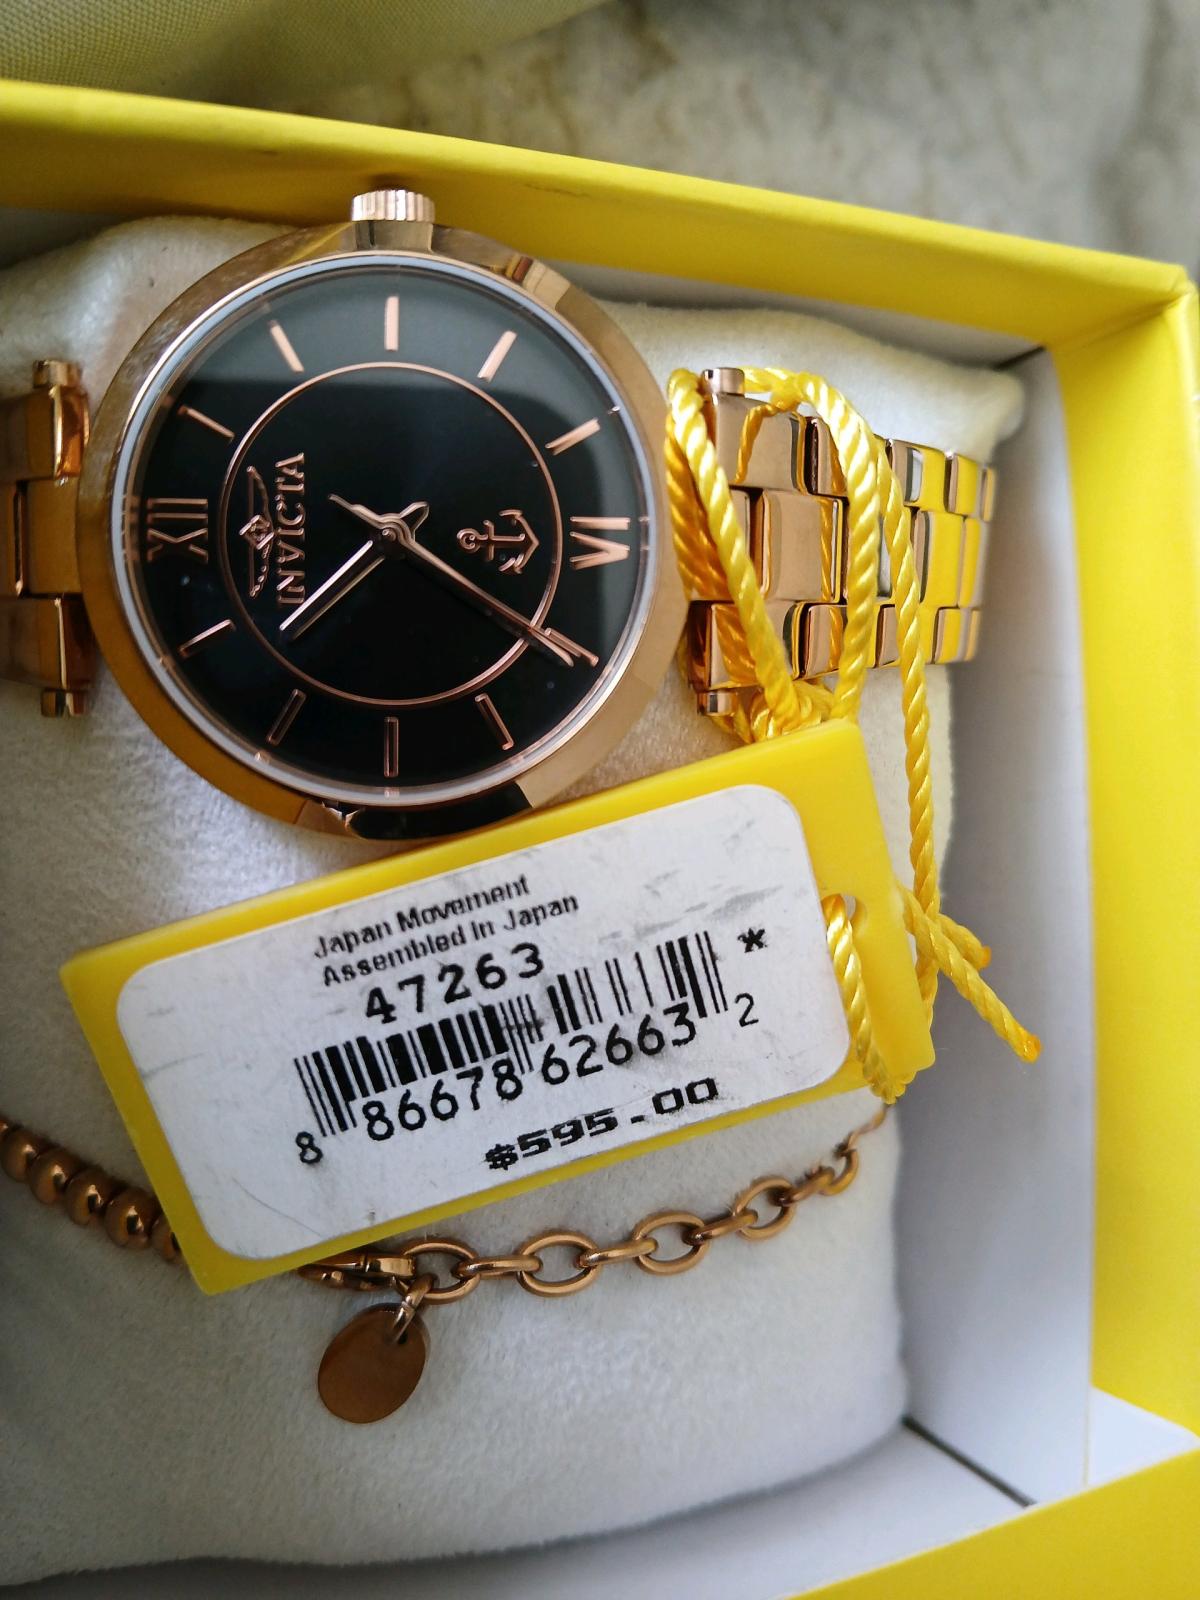 XII
INVICTA
VI
Japan Movement
Assembled in Japan
47263
*
8 86678 62663 2
$595.00